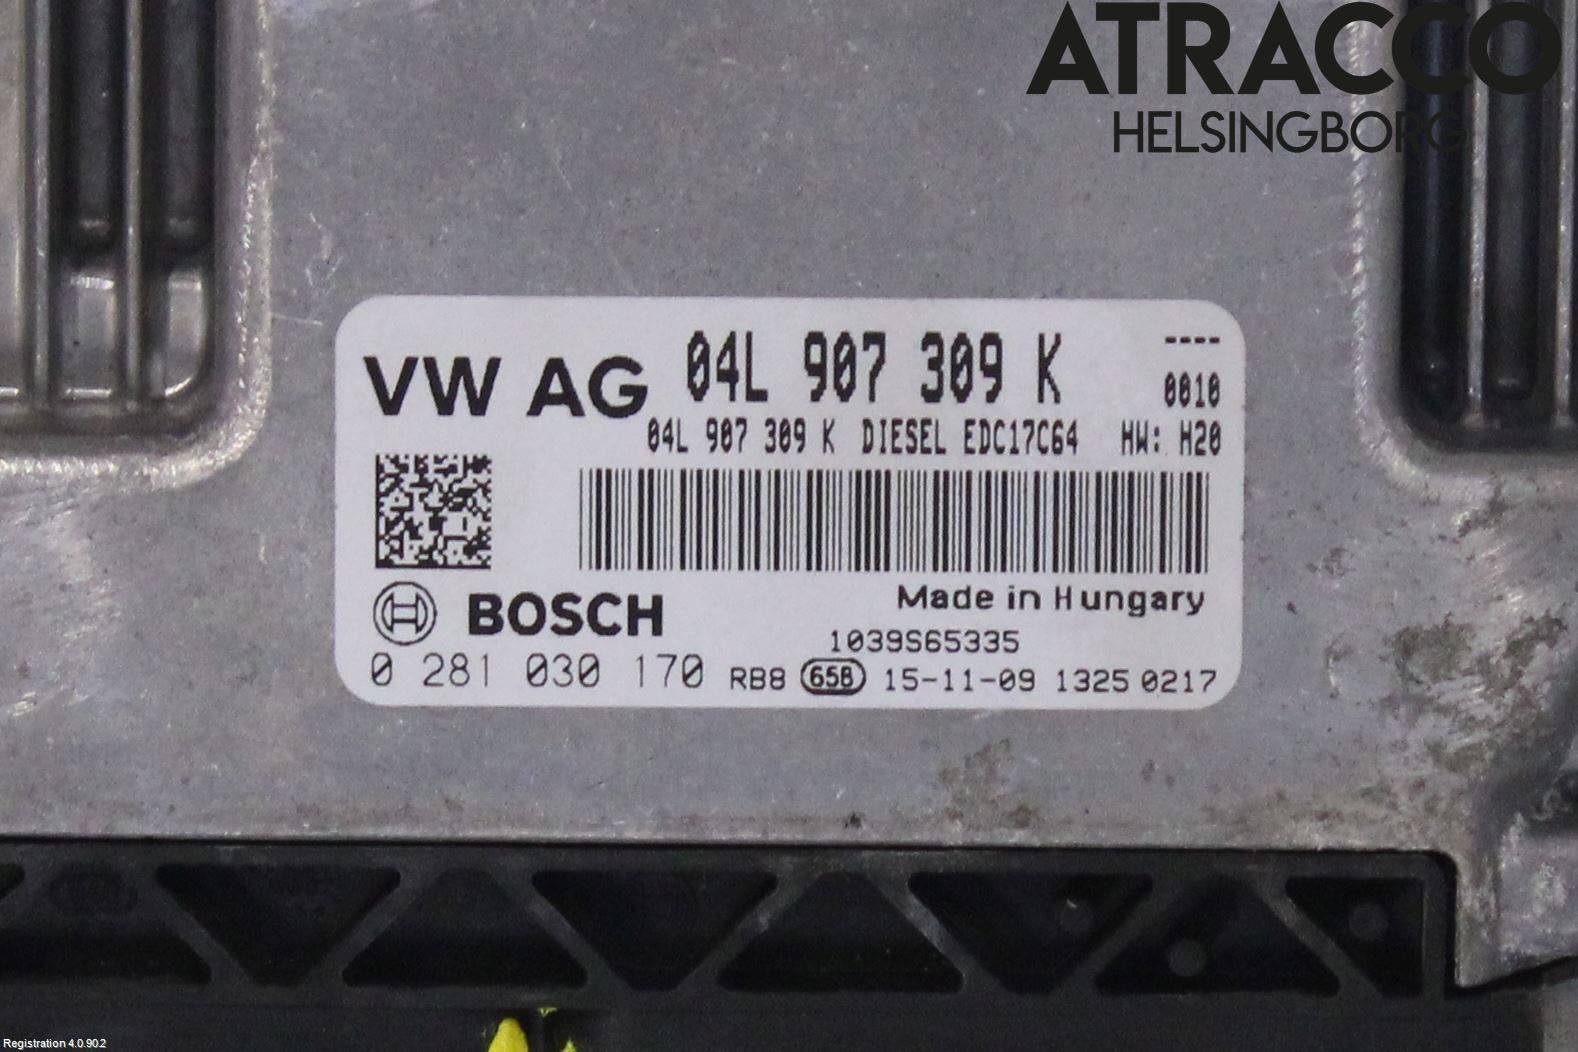 ATRACCO
HELSINGBORG
VW AG 04L 907 309 K ----
0010
04L 907 309 K DIESEL EDC17C64 HW: H20
BOSCH Made in Hungary
1039S65335
0 281 030 170 RB8 65B 15-11-09 1325 0217
Registration 4.0.90.2